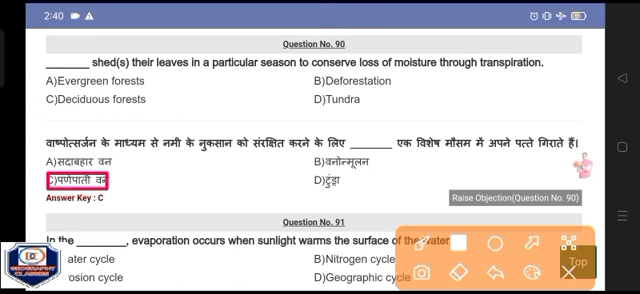 2:40
Question No. 90
________ shed(s) their leaves in a particular season to conserve loss of moisture through transpiration.
A)Evergreen forests B)Deforestation
C)Deciduous forests D)Tundra
वाष्पोत्सर्जन के माध्यम से नमी के नुकसान को संरक्षित करने के लिए ________ एक विशेष मौसम में अपने पत्ते गिराते हैं।
A)सदाबहार वन B)वनोन्मूलन
C)पर्णपाती वन D)टुंड्रा
Answer Key : C Raise Objection(Question No. 90)
Question No. 91
In the __________, evaporation occurs when sunlight warms the surface of the water
ater cycle B)Nitrogen cycle
osion cycle D)Geographic cycle
Top
GEOGRAPHY
CLASSES